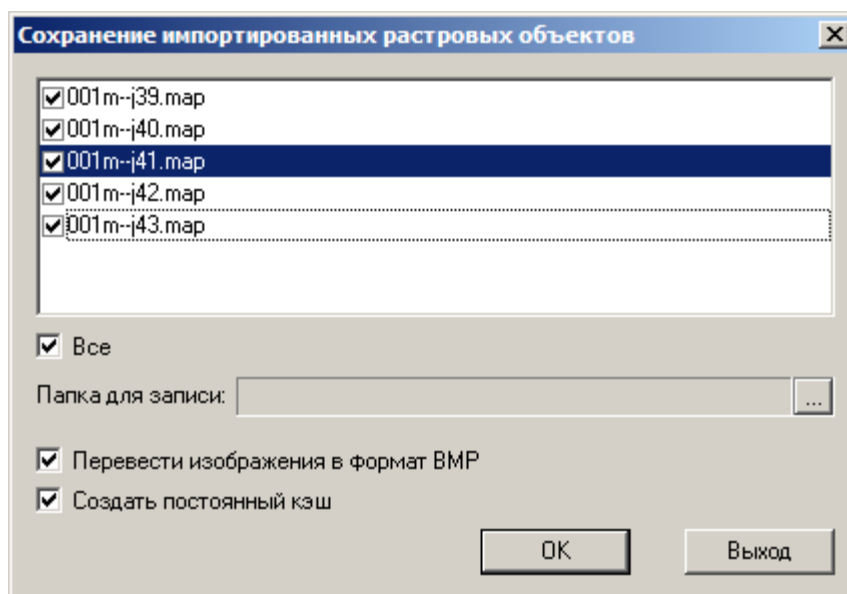 Сохранение импортированных растровых объектов
001m--j39.map
001m--j40.map
001m--j41.map
001m--j42.map
001m--j43.map
Все
Папка для записи: ...
Перевести изображения в формат BMP
Создать постоянный кэш
OK Выход